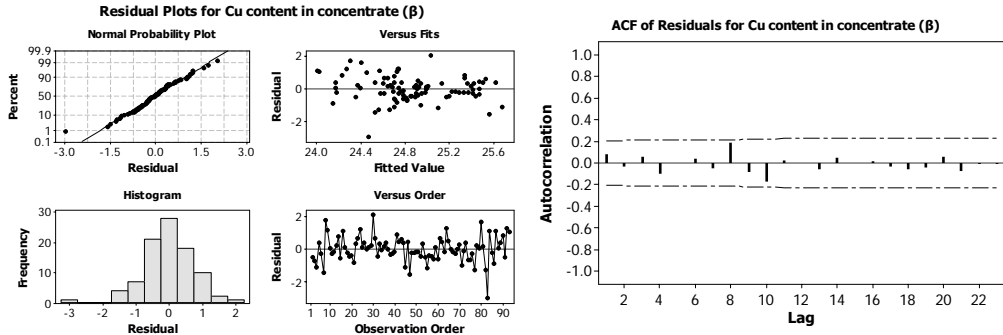 Residual Plots for Cu content in concentrate (β)
Normal Probability Plot
99.9
99
90
50
10
1
0.1
Percent
-3.0 -1.5 0.0 1.5 3.0
Residual
Versus Fits
2
0
-2
Residual
24.0 24.4 24.8 25.2 25.6
Fitted Value
Histogram
30
20
10
0
Frequency
-3 -2 -1 0 1 2
Residual
Versus Order
2
0
-2
Residual
1 10 20 30 40 50 60 70 80 90
Observation Order
ACF of Residuals for Cu content in concentrate (β)
1.0
0.8
0.6
0.4
0.2
0.0
-0.2
-0.4
-0.6
-0.8
-1.0
Autocorrelation
2 4 6 8 10 12 14 16 18 20 22
Lag